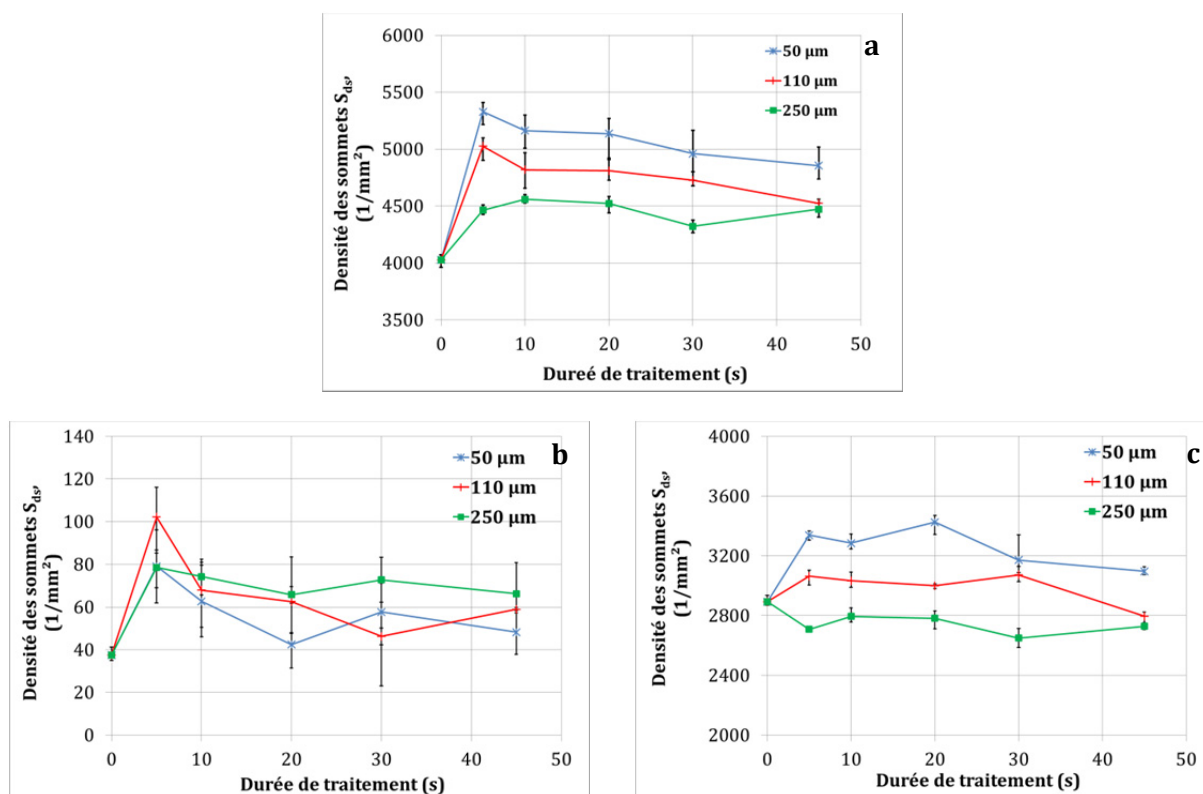 6000
5500
5000
4500
4000
3500
Densité des sommets Sds,
(1/mm²)
50 µm
110 µm
250 µm
a
0 10 20 30 40 50
Dureé de traitement (s)
140
120
100
80
60
40
20
0
Densité des sommets Sds,
(1/mm²)
50 µm
110 µm
250 µm
b
0 10 20 30 40 50
Durée de traitement (s)
4000
3600
3200
2800
2400
2000
Densité des sommets Sds,
(1/mm²)
50 µm
110 µm
250 µm
c
0 10 20 30 40 50
Durée de traitement (s)